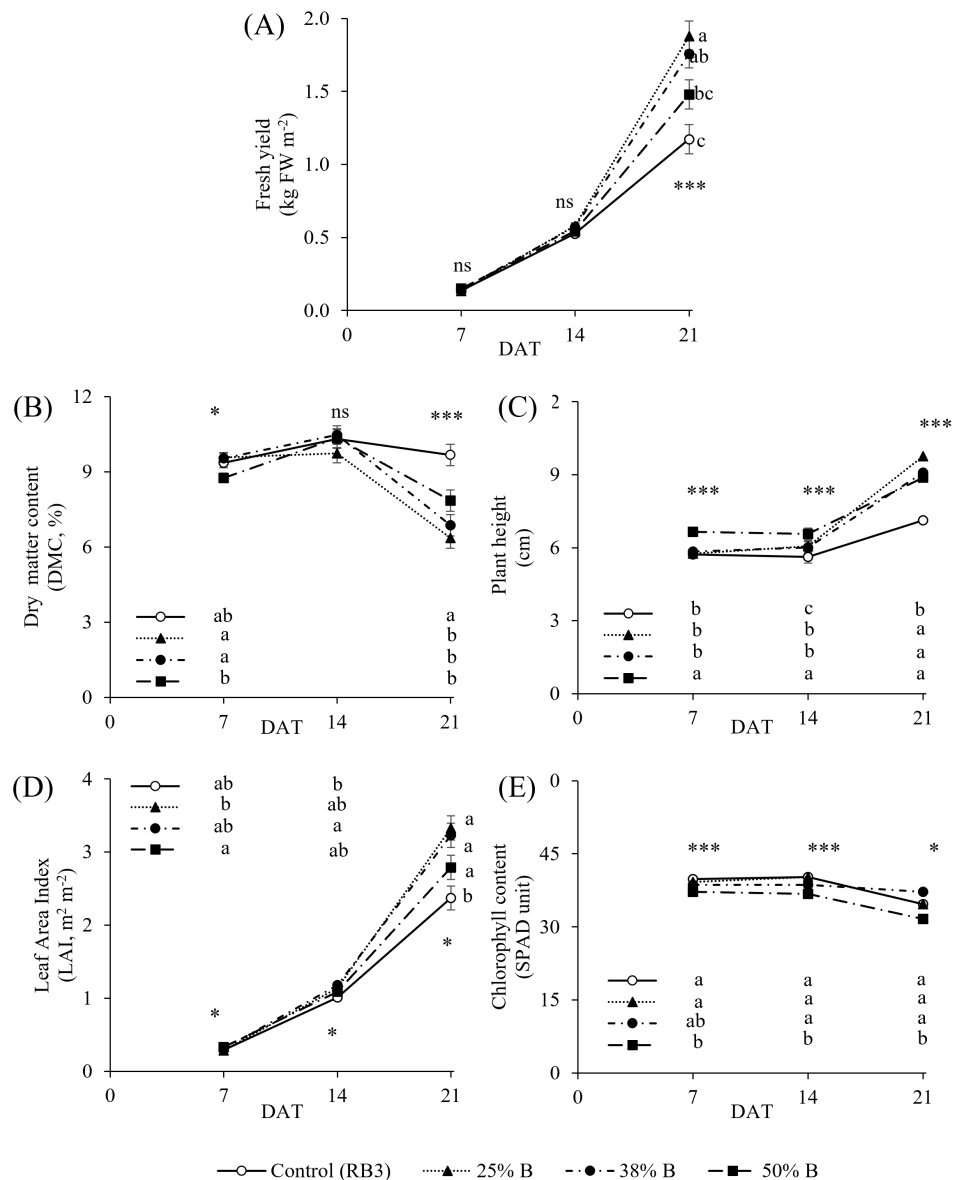 (A)
2.0
1.5
1.0
0.5
0.0
Fresh yield
(kg FW m-2)
a
ab
bc
c
***
ns
ns
0 7 14 21
DAT
(B)
12
9
6
3
0
Dry matter content
(DMC, %)
* ns ***
ab a
a b
a b
b b
0 7 14 21
DAT
(C)
2
9
6
3
0
Plant height
(cm)
*** *** ***
b c b
b b a
b b a
a a a
0 7 14 21
DAT
(D)
4
3
2
1
0
Leaf Area Index
(LAI, m2 m-2)
ab b
b ab
ab a
a ab
a
a
a
b
* * *
0 7 14 21
DAT
(E)
0
45
30
15
0
Chlorophyll content
(SPAD unit)
*** *** *
a a a
a a a
ab a a
b b b
0 7 14 21
DAT
Control (RB3) 25% B 38% B 50% B